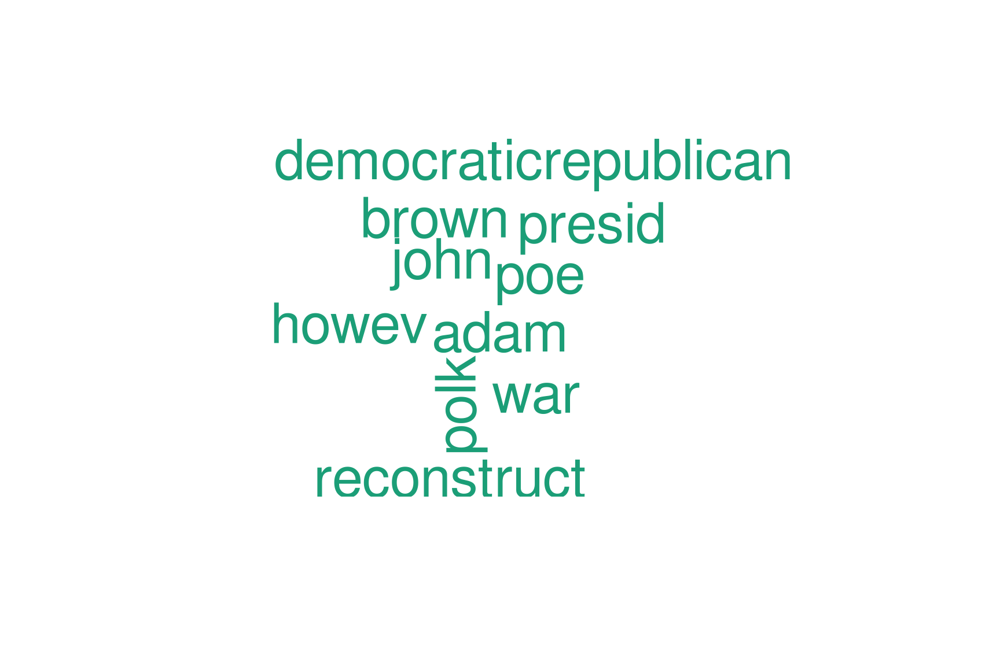 democraticrepublican
brown presid
john poe
howev adam
polk war
reconstruct